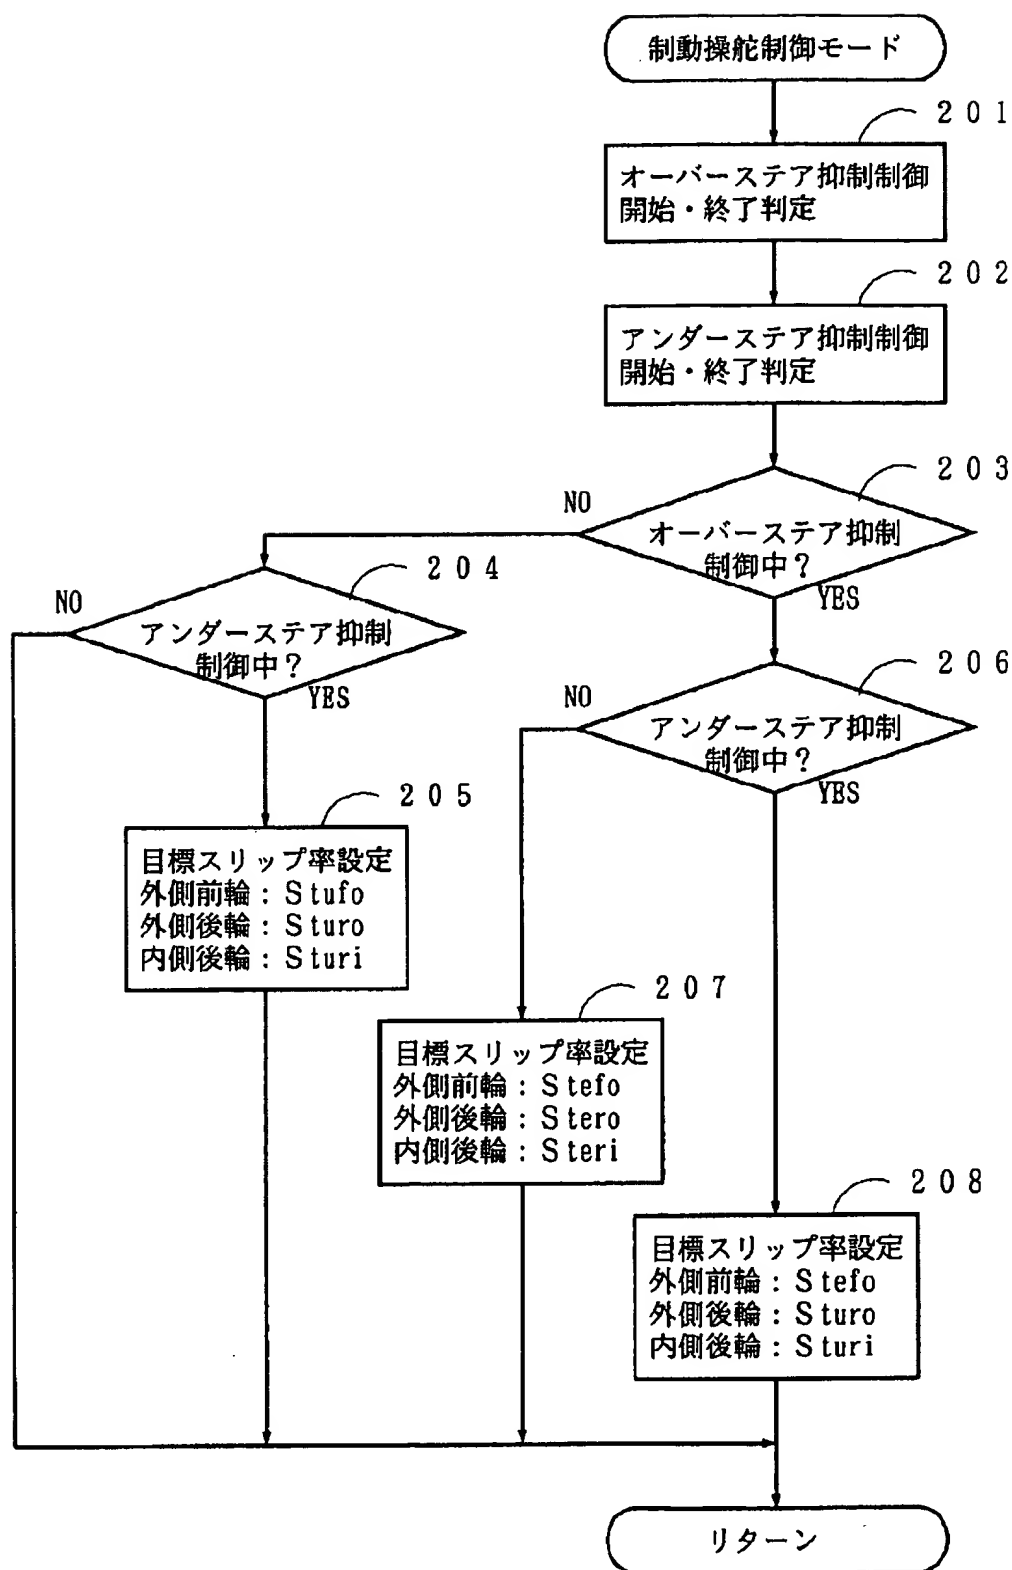 制動操舵制御モード
201
オーバーステア抑制制御
開始・終了判定
202
アンダーステア抑制制御
開始・終了判定
203
NO
オーバーステア抑制
制御中?
YES
204
NO
アンダーステア抑制
制御中?
YES
206
NO
アンダーステア抑制
制御中?
YES
205
目標スリップ率設定
外側前輪:Stufo
外側後輪:Sturo
内側後輪:Sturi
207
目標スリップ率設定
外側前輪:Stefo
外側後輪:Stero
内側後輪:Steri
208
目標スリップ率設定
外側前輪:Stefo
外側後輪:Sturo
内側後輪:Sturi
リターン